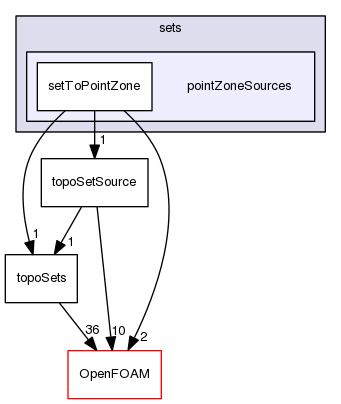 sets
setToPointZone
pointZoneSources
1
topoSetSource
1
1
topoSets
36
10
2
OpenFOAM